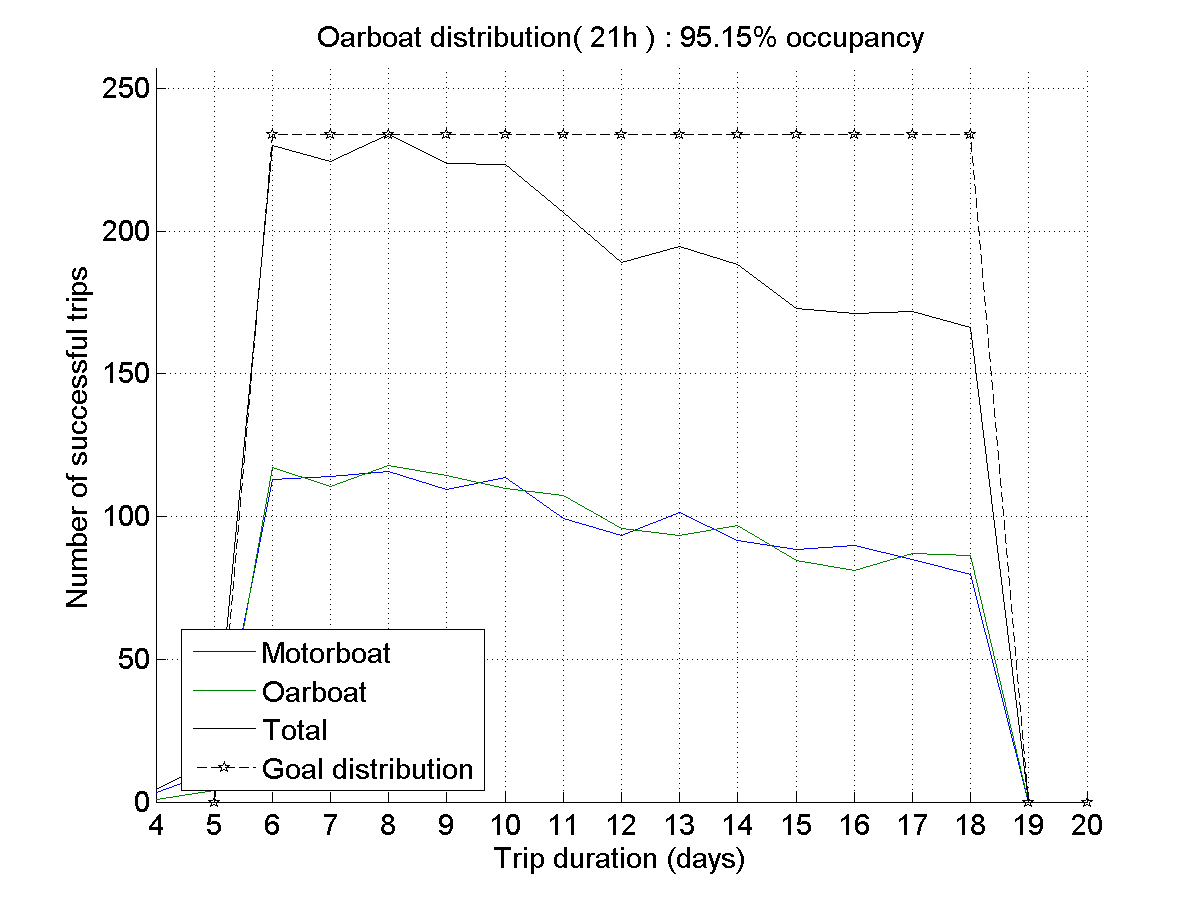 Oarboat distribution( 21h ) : 95.15% occupancy
Number of successful trips
250
200
150
100
50
0
Motorboat
Oarboat
Total
Goal distribution
4 5 6 7 8 9 10 11 12 13 14 15 16 17 18 19 20
Trip duration (days)